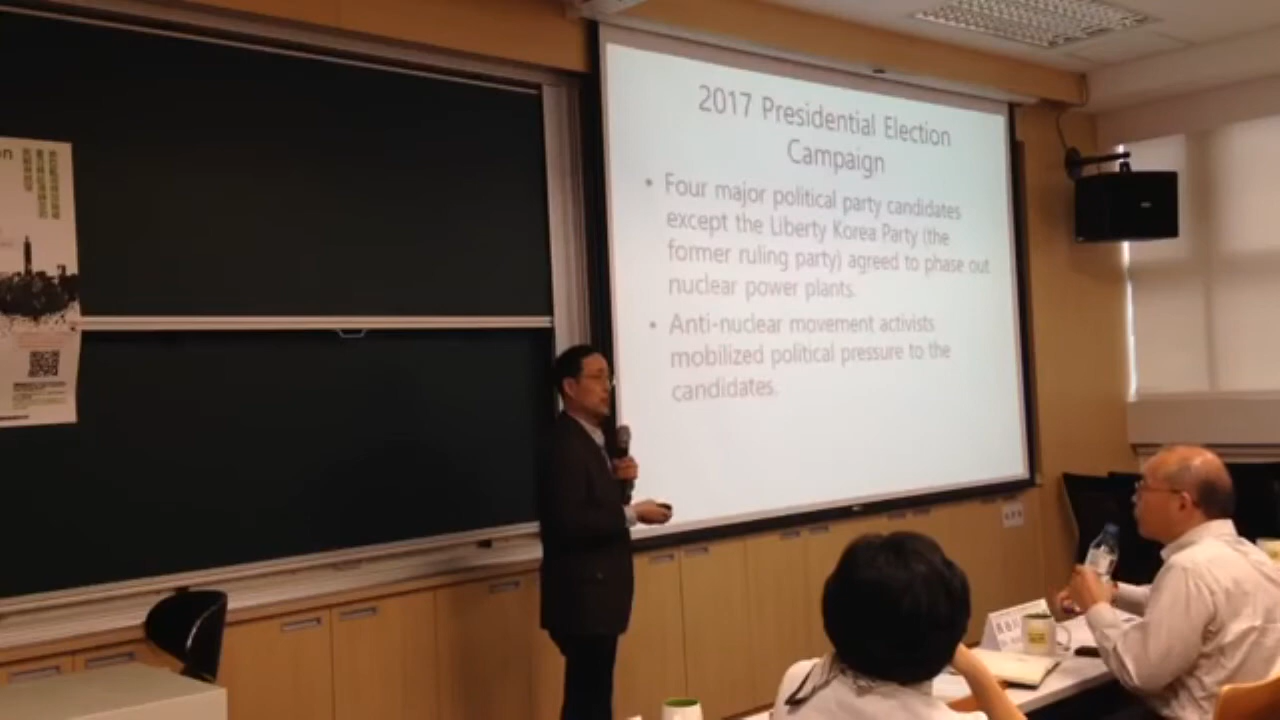 2017 Presidential Election
Campaign
• Four major political party candidates
except the Liberty Korea Party (the
former ruling party) agreed to phase out
nuclear power plants.
• Anti-nuclear movement activists
mobilized political pressure to the
candidates.